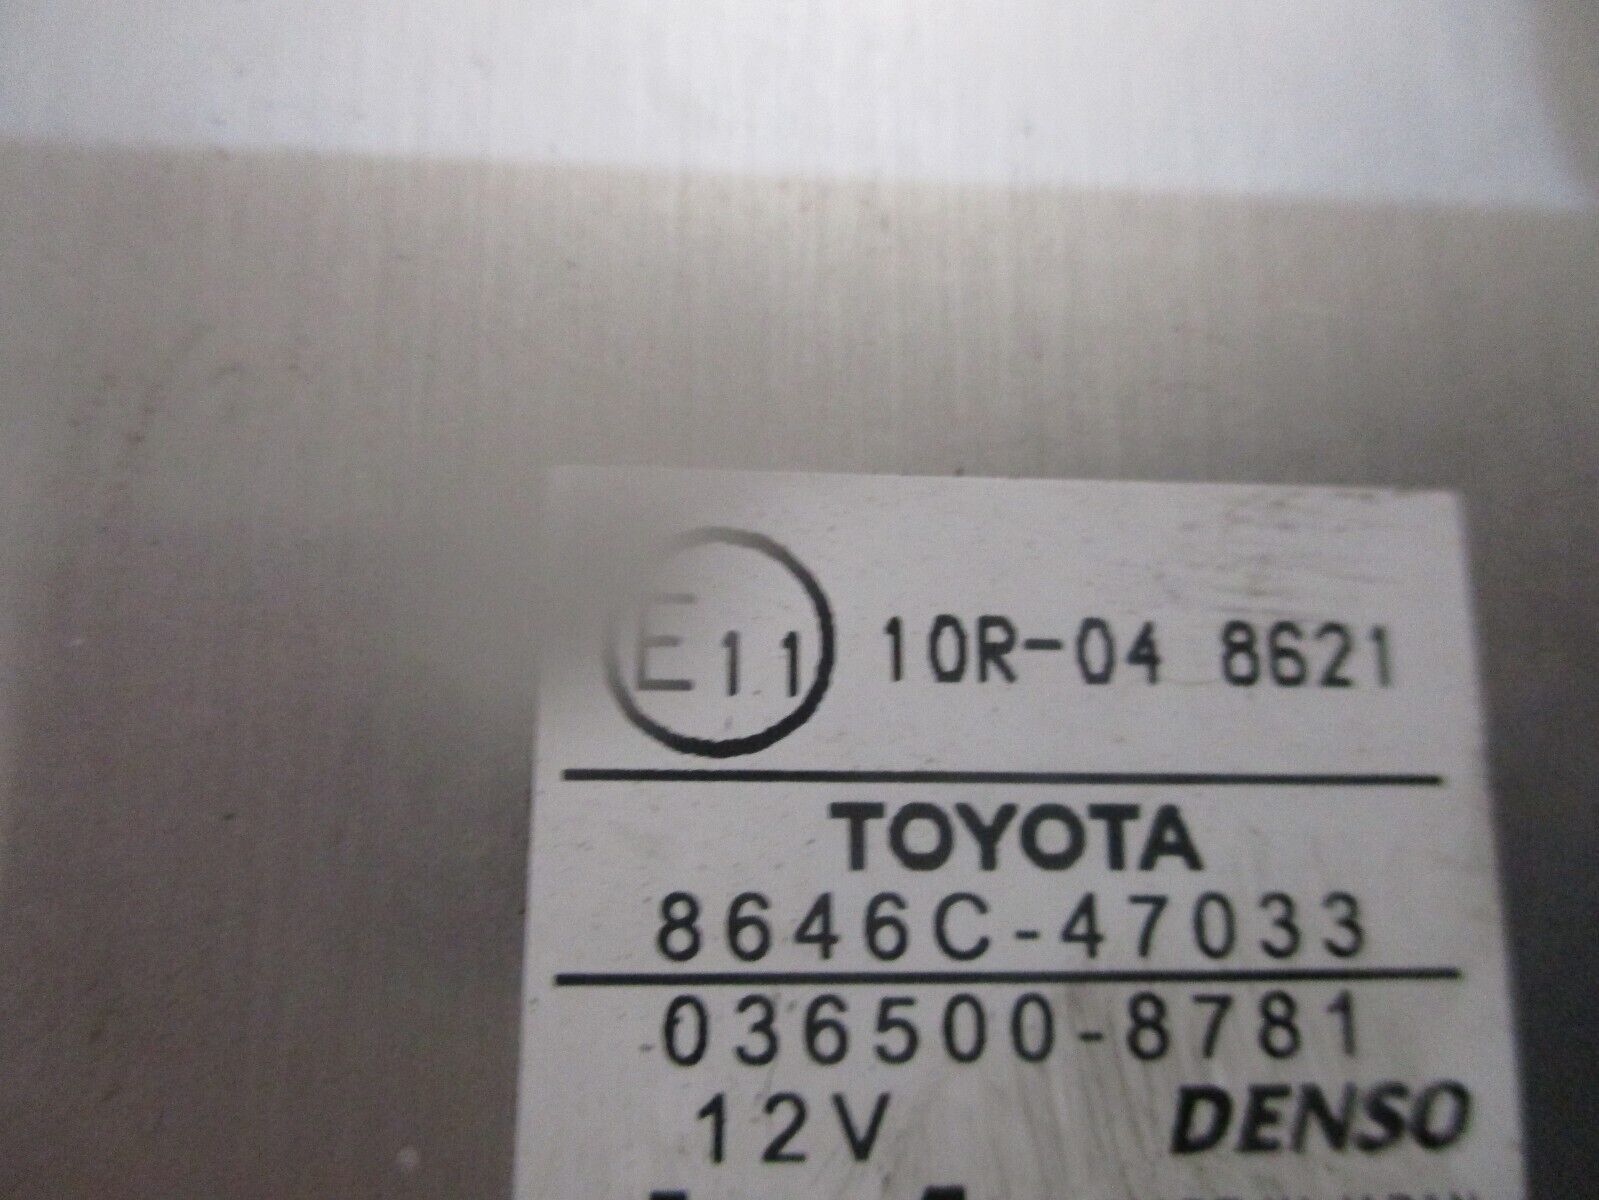 E11 10R-04 8621
TOYOTA
8646C-47033
036500-8781
12V DENSO